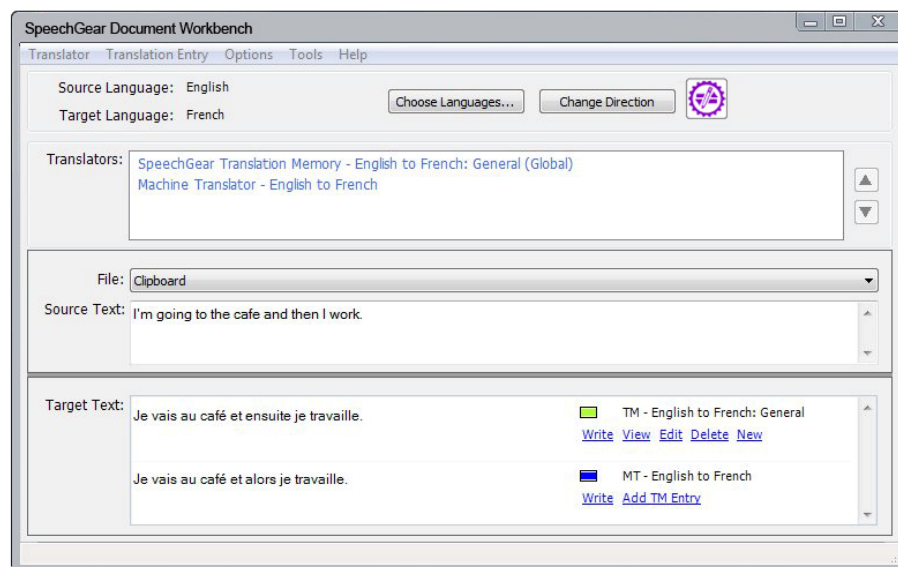 SpeechGear Document Workbench
Translator Translation Entry Options Tools Help
Source Language: English
Target Language: French
Choose Languages... Change Direction
Translators: SpeechGear Translation Memory - English to French: General (Global)
Machine Translator - English to French
File: Clipboard
Source Text: I'm going to the cafe and then I work.
Target Text: Je vais au café et ensuite je travaille. TM - English to French: General
Write View Edit Delete New
Je vais au café et alors je travaille. MT - English to French
Write Add TM Entry